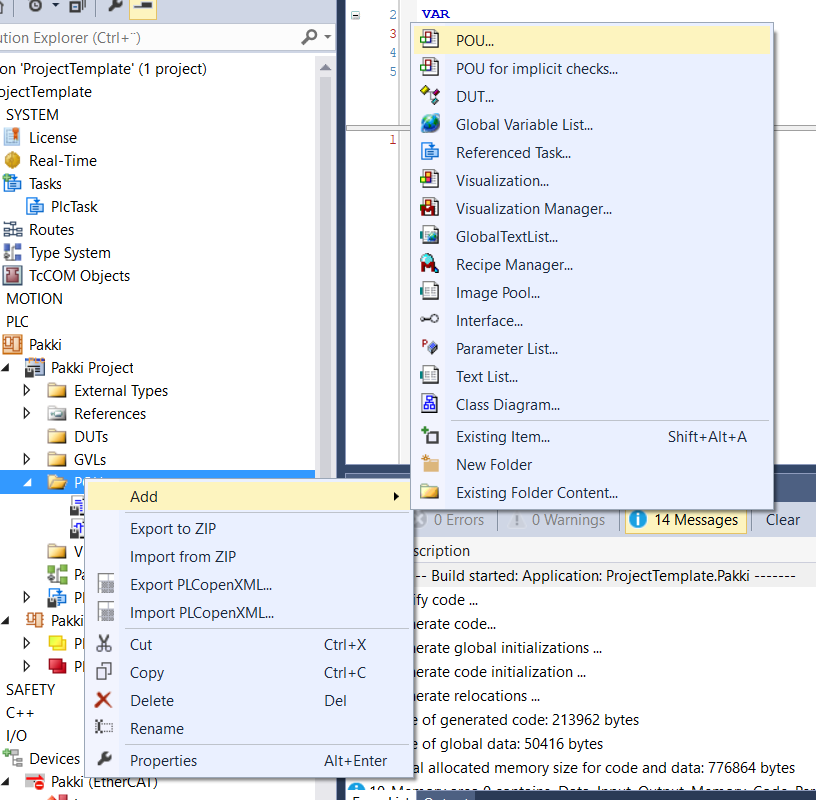 ution Explorer (Ctrl+¨)
on 'ProjectTemplate' (1 project)
ojectTemplate
SYSTEM
License
Real-Time
Tasks
PlcTask
Routes
Type System
TcCOM Objects
MOTION
PLC
Pakki
Pakki Project
External Types
References
DUTs
GVLs
V
Pakki
SAFETY
C++
I/O
Devices
Pakki (EtherCAT)
Add
Export to ZIP
Import from ZIP
Export PLCopenXML...
Import PLCopenXML...
Cut Ctrl+X
Copy Ctrl+C
Delete Del
Rename
Properties Alt+Enter
2 VAR
3
4
5
1
POU...
POU for implicit checks...
DUT...
Global Variable List...
Referenced Task...
Visualization...
Visualization Manager...
GlobalTextList...
Recipe Manager...
Image Pool...
Interface...
Parameter List...
Text List...
Class Diagram...
Existing Item... Shift+Alt+A
New Folder
Existing Folder Content...
0 Errors 0 Warnings 14 Messages Clear
scription
-- Build started: Application: ProjectTemplate.Pakki -------
ify code ...
nerate code...
nerate global initializations ...
nerate code initialization ...
nerate relocations ...
e of generated code: 213962 bytes
e of global data: 50416 bytes
al allocated memory size for code and data: 776864 bytes